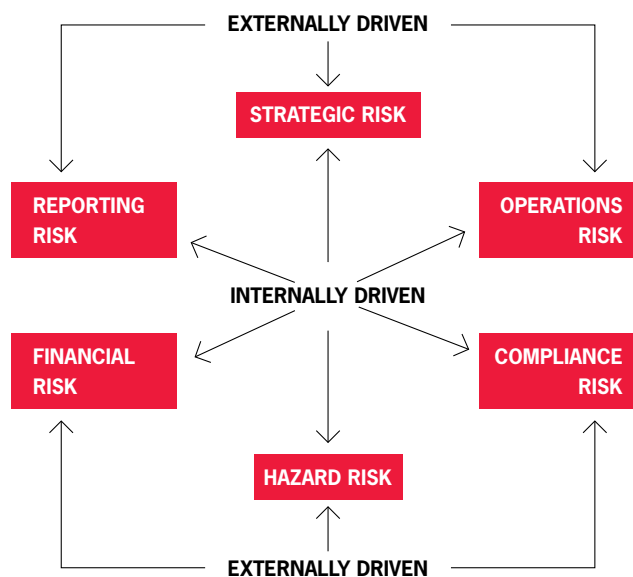 EXTERNALLY DRIVEN
STRATEGIC RISK
REPORTING
RISK
OPERATIONS
RISK
INTERNALLY DRIVEN
FINANCIAL
RISK
COMPLIANCE
RISK
HAZARD RISK
EXTERNALLY DRIVEN